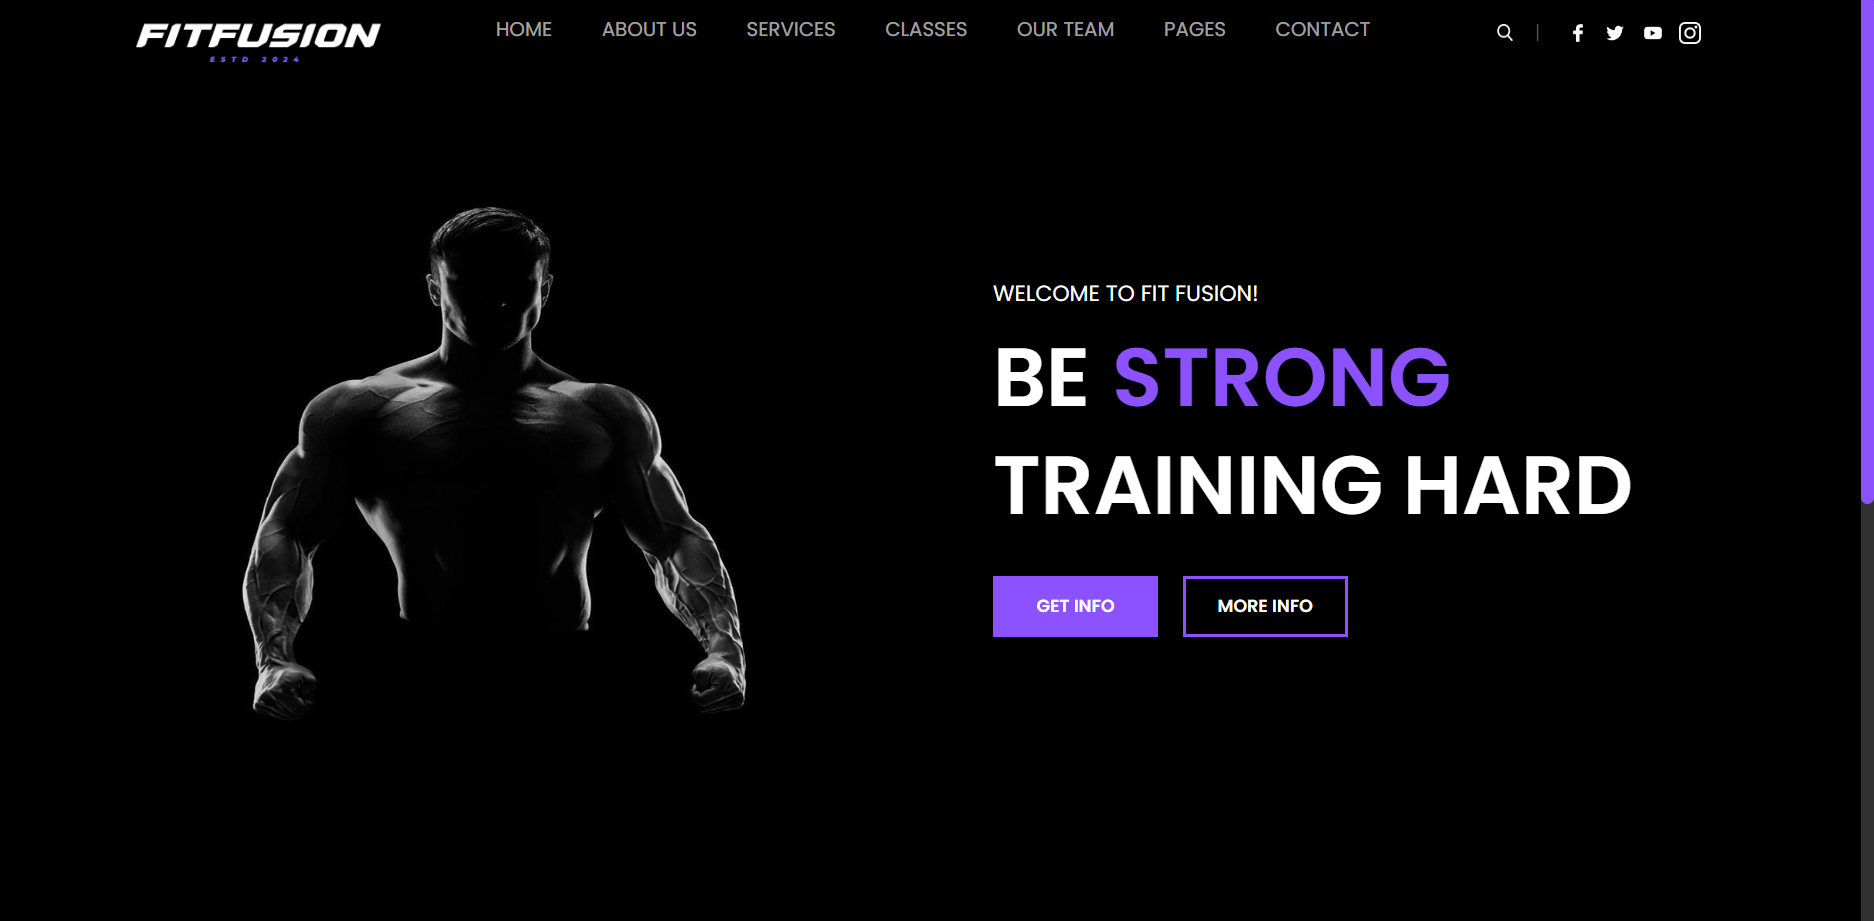 FITFUSION
ESTD 2024
HOME
ABOUT US
SERVICES
CLASSES
OUR TEAM
PAGES
CONTACT
WELCOME TO FIT FUSION!
BE STRONG
TRAINING HARD
GET INFO
MORE INFO